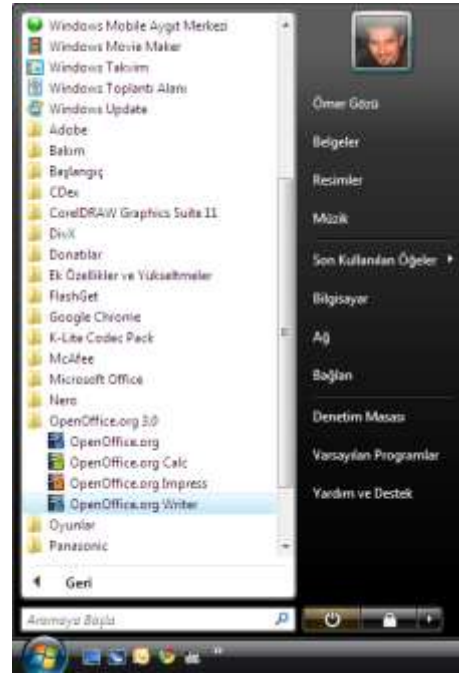 Windows Mobile Aygıt Merkezi
Windows Movie Maker
Windows Takvim
Windows Toplantı Alanı
Windows Update
Adobe
Bakım
Başlangıç
CDex
CorelDRAW Graphics Suite 11
DivX
Donatılar
Ek Özellikler ve Yükseltmeler
FlashGet
Google Chrome
K-Lite Codec Pack
McAfee
Microsoft Office
Nero
OpenOffice.org 3.0
OpenOffice.org
OpenOffice.org Calc
OpenOffice.org Impress
OpenOffice.org Writer
Oyunlar
Panasonic
Geri
Aramaya Başla
Ömer Gözü
Belgeler
Resimler
Müzik
Son Kullanılan Öğeler
Bilgisayar
Ağ
Bağlan
Denetim Masası
Varsayılan Programlar
Yardım ve Destek